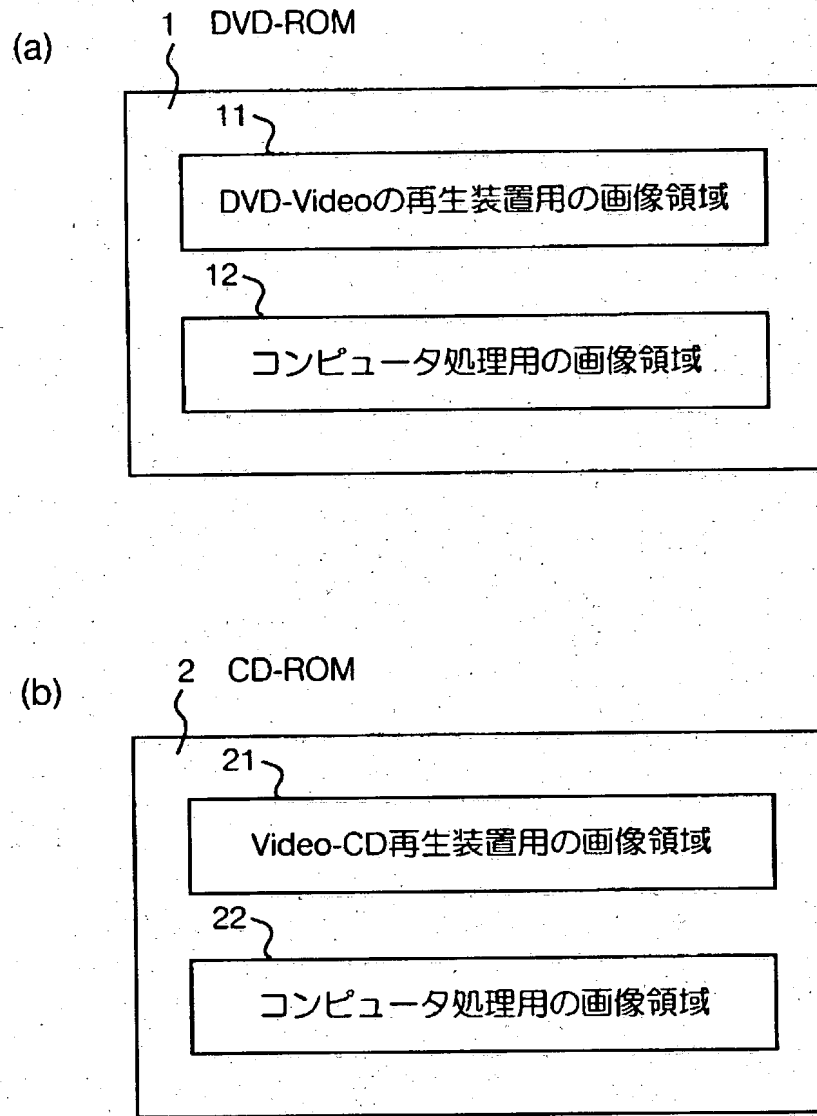 (a)
1 DVD-ROM
11
DVD-Videoの再生装置用の画像領域
12
コンピュータ処理用の画像領域
(b)
2 CD-ROM
21
Video-CD再生装置用の画像領域
22
コンピュータ処理用の画像領域